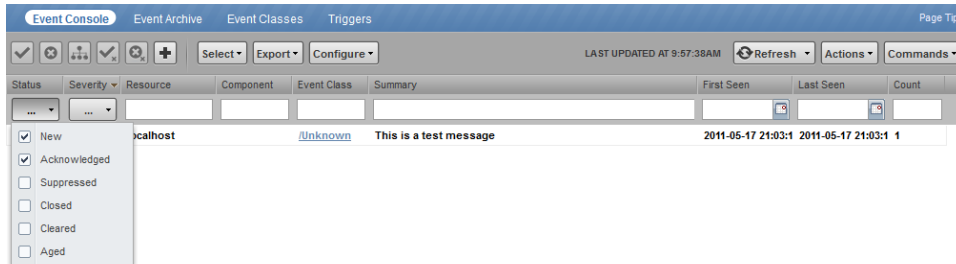 Event Console Event Archive Event Classes Triggers Page Tip
Select Export Configure LAST UPDATED AT 9:57:38AM Refresh Actions Commands
Status Severity Resource Component Event Class Summary First Seen Last Seen Count
... ...
New ocalhost /Unknown This is a test message 2011-05-17 21:03:1 2011-05-17 21:03:1 1
Acknowledged
Suppressed
Closed
Cleared
Aged